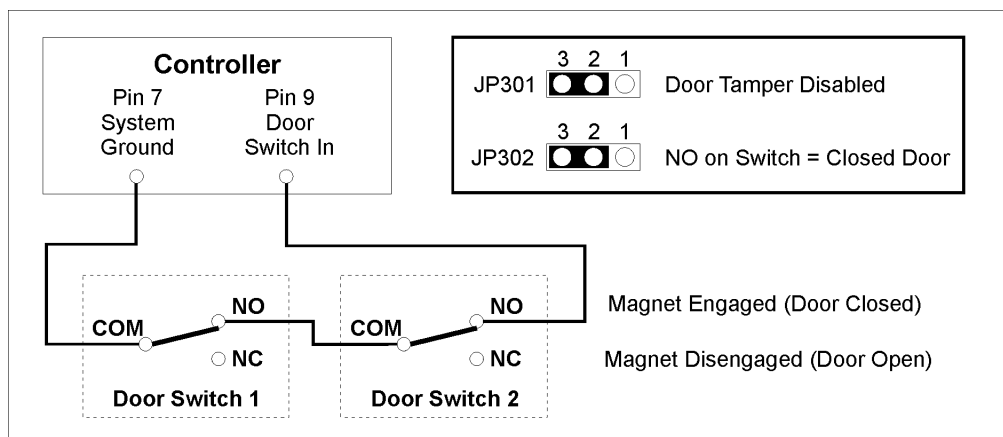 Controller
Pin 7
System
Ground
Pin 9
Door
Switch In
3 2 1
JP301
Door Tamper Disabled
3 2 1
JP302
NO on Switch = Closed Door
COM
NO
NC
Door Switch 1
COM
NO
NC
Door Switch 2
Magnet Engaged (Door Closed)
Magnet Disengaged (Door Open)